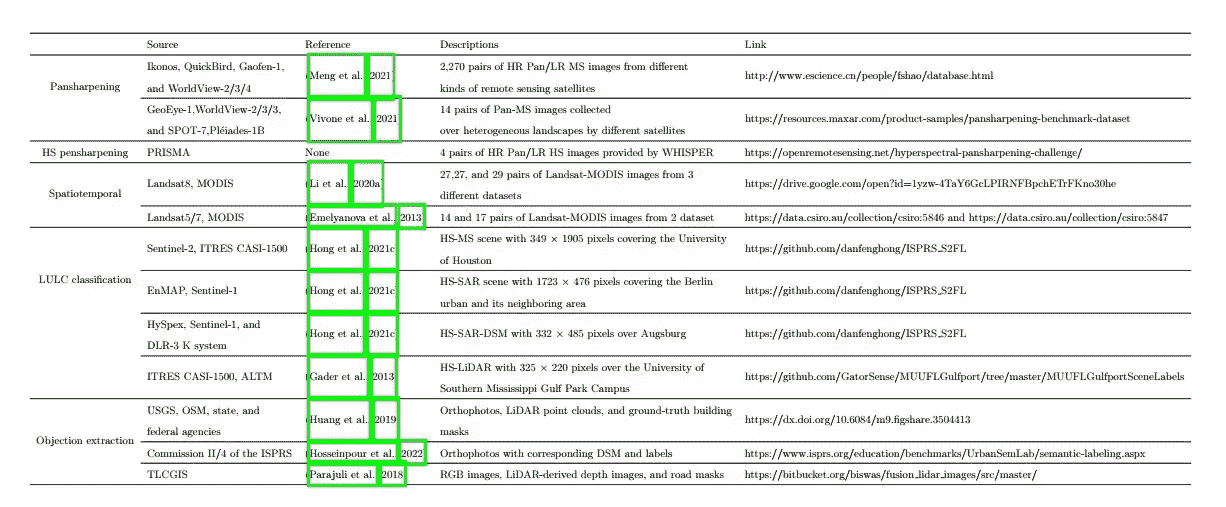 Source Reference Descriptions Link
Pansharpening
Ikonos, QuickBird, Gaofen-1,
and WorldView-2/3/4
(Meng et al., 2021)
2,270 pairs of HR Pan/LR MS images from different
kinds of remote sensing satellites
http://www.escience.cn/people/fshao/database.html
GeoEye-1,WorldView-2/3/3,
and SPOT-7,Pléiades-1B
(Vivone et al., 2021)
14 pairs of Pan-MS images collected
over heterogeneous landscapes by different satellites
https://resources.maxar.com/product-samples/pansharpening-benchmark-dataset
HS pensharpening PRISMA None 4 pairs of HR Pan/LR HS images provided by WHISPER https://openremotesensing.net/hyperspectral-pansharpening-challenge/
Spatiotemporal
Landsat8, MODIS
(Li et al., 2020a)
27,27, and 29 pairs of Landsat-MODIS images from 3
different datasets
https://drive.google.com/open?id=1yzw-4TaY6GcLPIRNFBpchETrFKno30he
Landsat5/7, MODIS (Emelyanova et al., 2013) 14 and 17 pairs of Landsat-MODIS images from 2 dataset https://data.csiro.au/collection/csiro:5846 and https://data.csiro.au/collection/csiro:5847
LULC classification
Sentinel-2, ITRES CASI-1500
(Hong et al., 2021c)
HS-MS scene with 349 × 1905 pixels covering the University
of Houston
https://github.com/danfenghong/ISPRS_S2FL
EnMAP, Sentinel-1
(Hong et al., 2021c)
HS-SAR scene with 1723 × 476 pixels covering the Berlin
urban and its neighboring area
https://github.com/danfenghong/ISPRS_S2FL
HySpex, Sentinel-1, and
DLR-3 K system
(Hong et al., 2021c)
HS-SAR-DSM with 332 × 485 pixels over Augsburg
https://github.com/danfenghong/ISPRS_S2FL
ITRES CASI-1500, ALTM
(Gader et al., 2013)
HS-LiDAR with 325 × 220 pixels over the University of
Southern Mississippi Gulf Park Campus
https://github.com/GatorSense/MUUFLGulfport/tree/master/MUUFLGulfportSceneLabels
Objection extraction
USGS, OSM, state, and
federal agencies
(Huang et al., 2019)
Orthophotos, LiDAR point clouds, and ground-truth building
masks
https://dx.doi.org/10.6084/m9.figshare.3504413
Commission II/4 of the ISPRS (Hosseinpour et al., 2022) Orthophotos with corresponding DSM and labels https://www.isprs.org/education/benchmarks/UrbanSemLab/semantic-labeling.aspx
TLCGIS (Parajuli et al., 2018) RGB images, LiDAR-derived depth images, and road masks https://bitbucket.org/biswas/fusion_lidar_images/src/master/